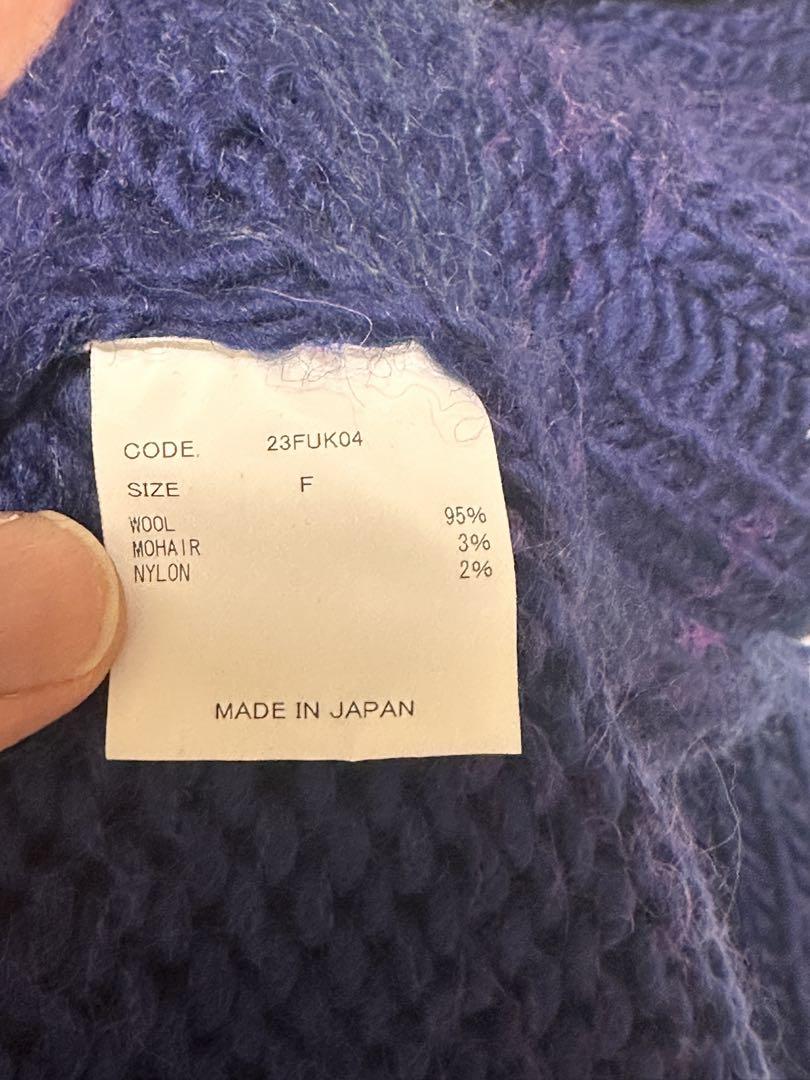 CODE. 23FUK04
SIZE F
WOOL 95%
MOHAIR 3%
NYLON 2%
MADE IN JAPAN